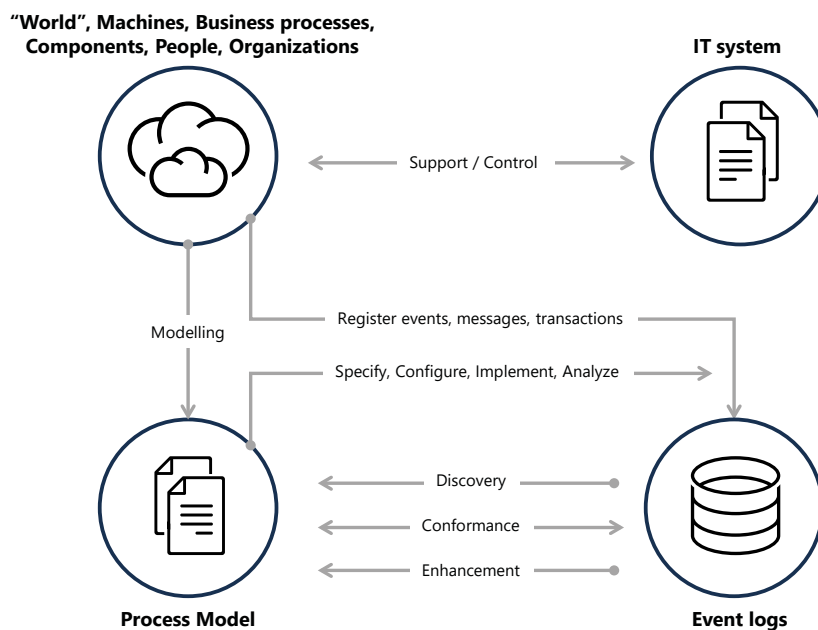 “World”, Machines, Business processes,
Components, People, Organizations
IT system
Support / Control
Register events, messages, transactions
Modelling
Specify, Configure, Implement, Analyze
Discovery
Conformance
Enhancement
Process Model
Event logs